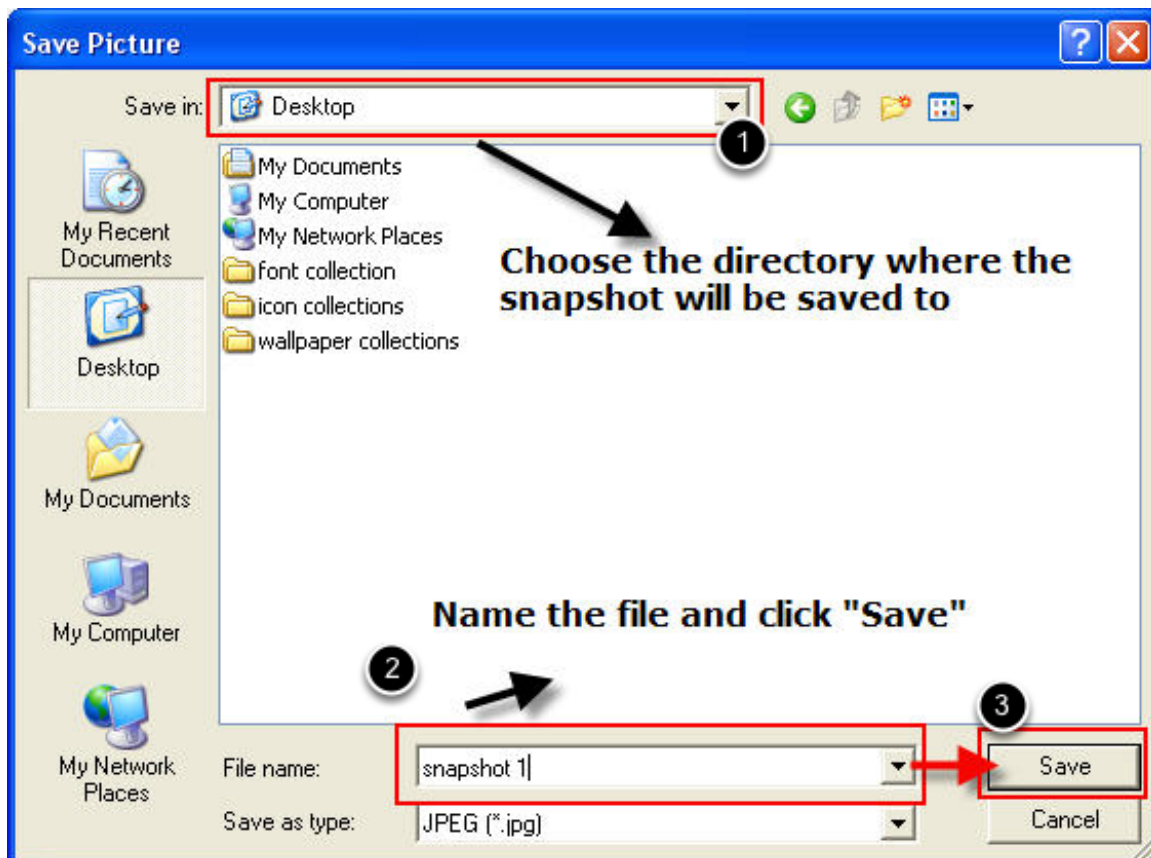 Save Picture
?
Save in:
Desktop
1
My Recent
Documents
Desktop
My Documents
My Computer
My Network
Places
My Documents
My Computer
My Network Places
font collection
icon collections
wallpaper collections
Choose the directory where the
snapshot will be saved to
Name the file and click "Save"
2
3
File name:
snapshot 1
Save
Save as type:
JPEG (*.jpg)
Cancel